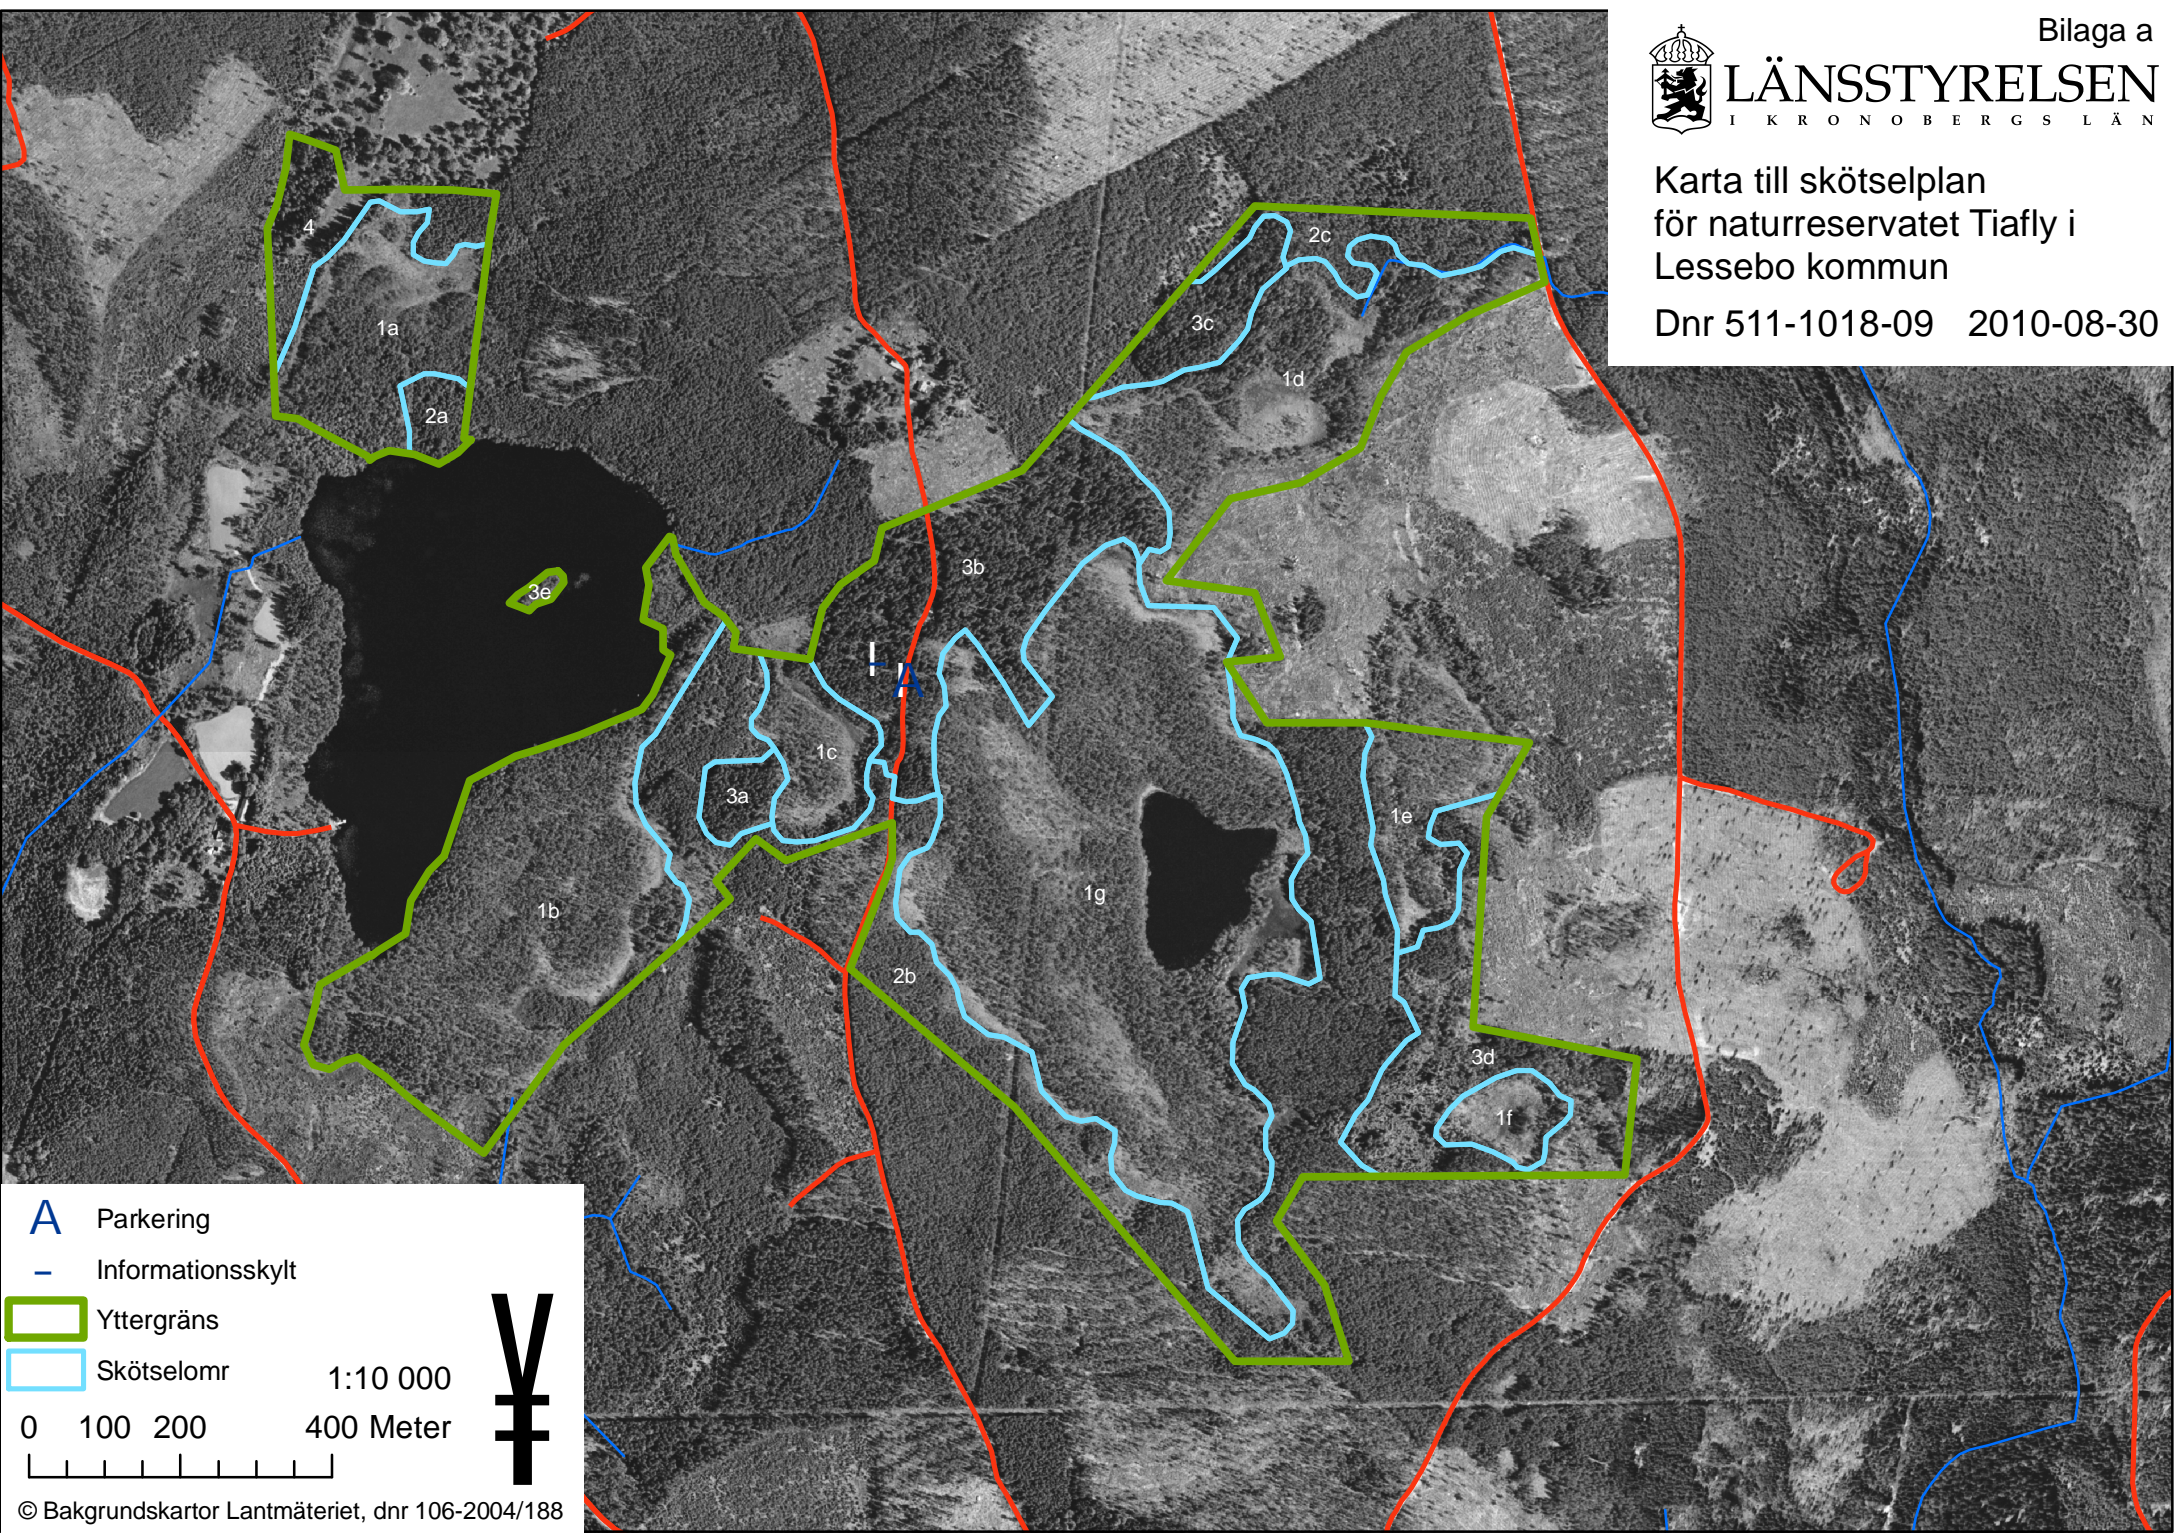 Bilaga a
LÄNSSTYRELSEN
I KRONOBERGS LÄN
Karta till skötselplan
för naturreservatet Tiafly i
Lessebo kommun
Dnr 511-1018-09 2010-08-30
4
2c
1a
3c
1d
2a
3b
3e
A
1c
3a
1e
1g
1b
2b
3d
1f
A Parkering
- Informationsskylt
Yttergräns
Skötselomr
1:10 000
0 100 200 400 Meter
¥
© Bakgrundskartor Lantmäteriet, dnr 106-2004/188